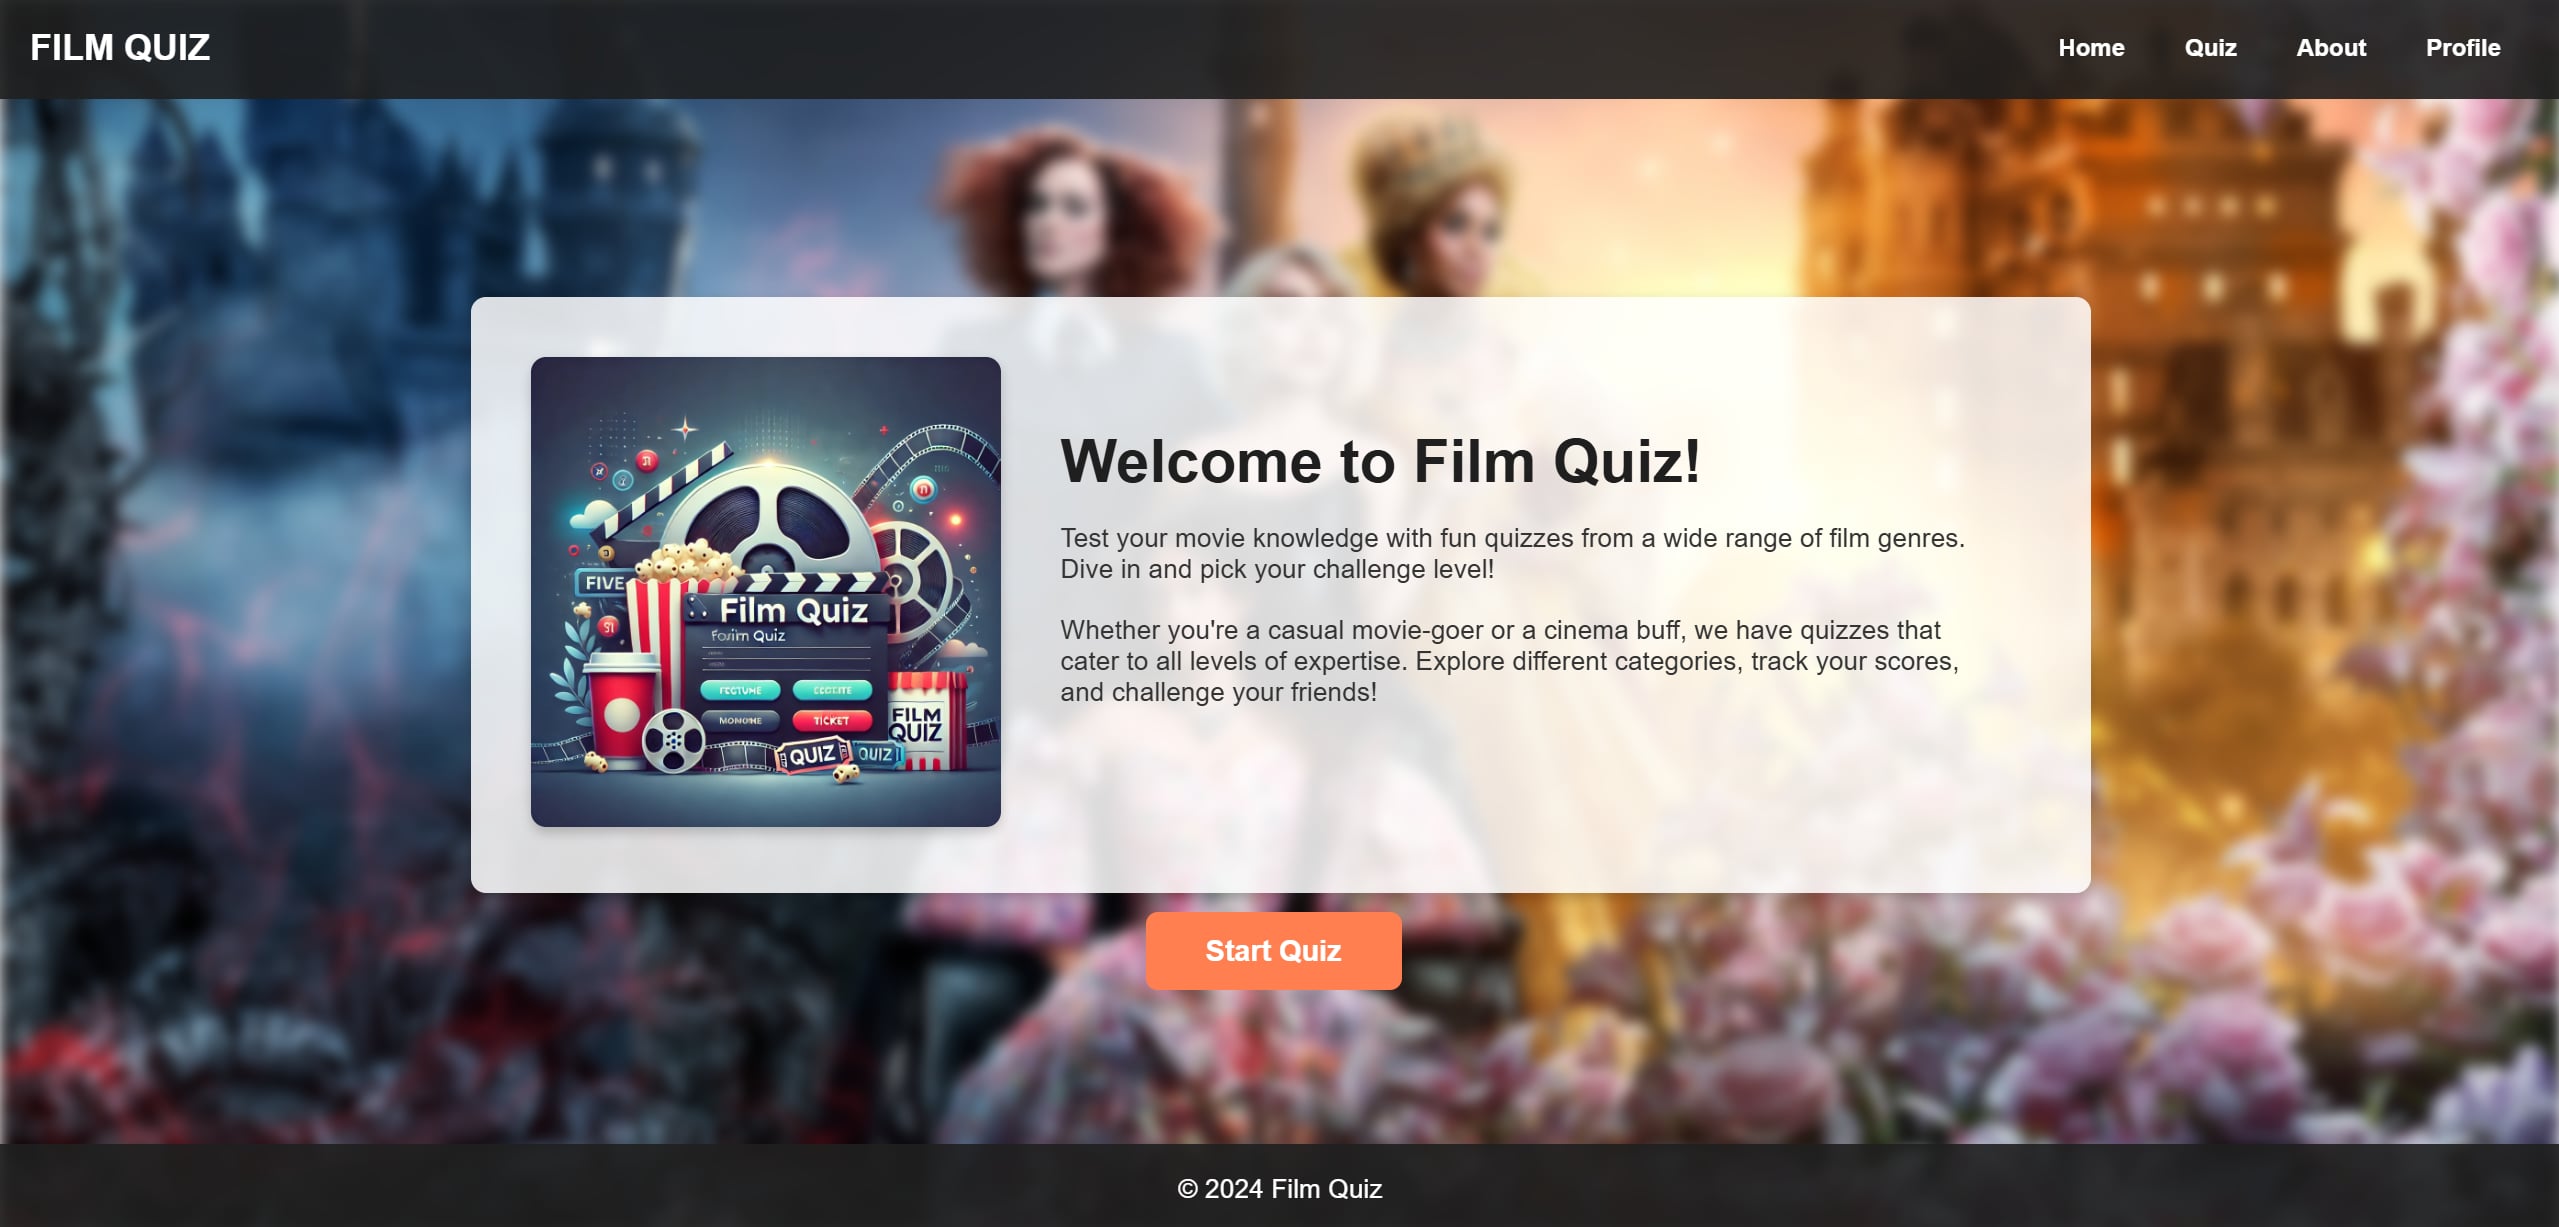 FILM QUIZ
Home Quiz About Profile
FIVE
Film Quiz
Forim Quiz
MONOME
TICKET
FILM
QUIZ
QUIZ
QUIZ
Welcome to Film Quiz!
Test your movie knowledge with fun quizzes from a wide range of film genres.
Dive in and pick your challenge level!
Whether you're a casual movie-goer or a cinema buff, we have quizzes that
cater to all levels of expertise. Explore different categories, track your scores,
and challenge your friends!
Start Quiz
© 2024 Film Quiz